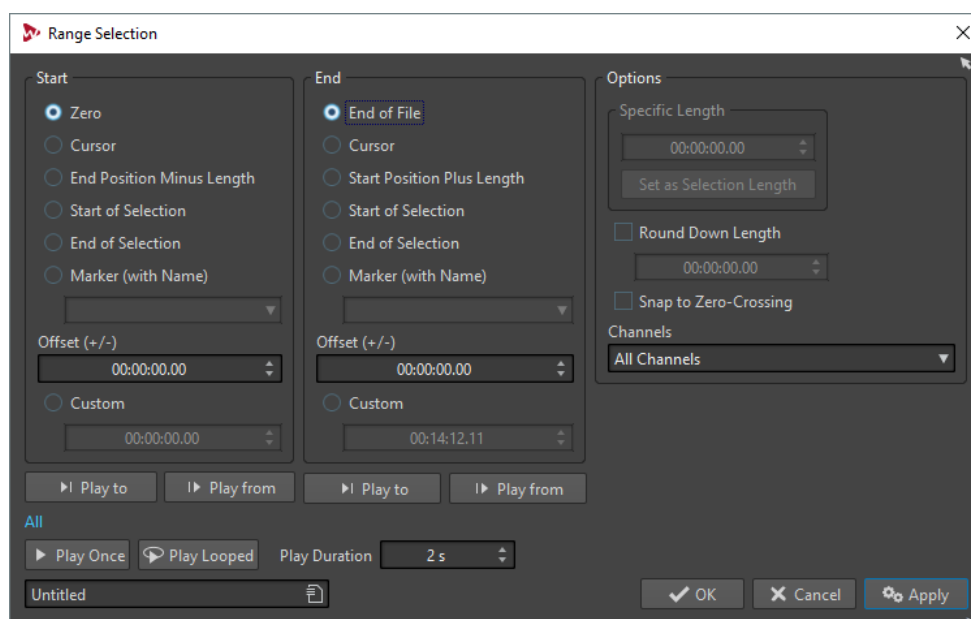 Range Selection
Start
Zero
Cursor
End Position Minus Length
Start of Selection
End of Selection
Marker (with Name)
Offset (+/-)
00:00:00.00
Custom
00:00:00.00
Play to
Play from
End
End of File
Cursor
Start Position Plus Length
Start of Selection
End of Selection
Marker (with Name)
Offset (+/-)
00:00:00.00
Custom
00:14:12.11
Play to
Play from
Options
Specific Length
00:00:00.00
Set as Selection Length
Round Down Length
00:00:00.00
Snap to Zero-Crossing
Channels
All Channels
All
Play Once
Play Looped
Play Duration
2 s
Untitled
OK
Cancel
Apply